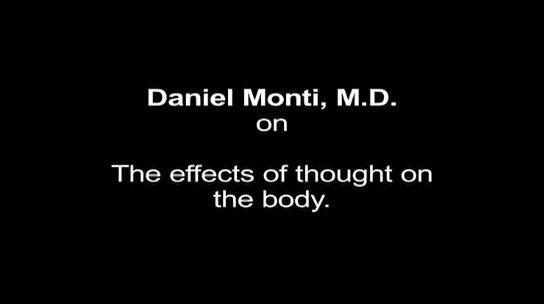 Daniel Monti, M.D.
on
The effects of thought on
the body.